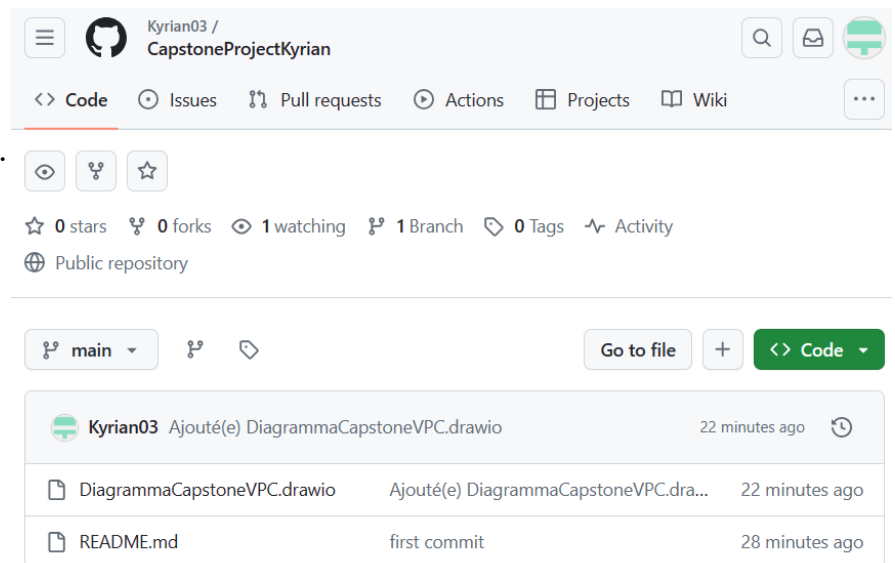 Kyrian03 /
CapstoneProjectKyrian
Code Issues Pull requests Actions Projects Wiki
.
0 stars 0 forks 1 watching 1 Branch 0 Tags Activity
Public repository
main Go to file Code
Kyrian03 Ajouté(e) DiagrammaCapstoneVPC.drawio 22 minutes ago
DiagrammaCapstoneVPC.drawio Ajouté(e) DiagrammaCapstoneVPC.dra... 22 minutes ago
README.md first commit 28 minutes ago